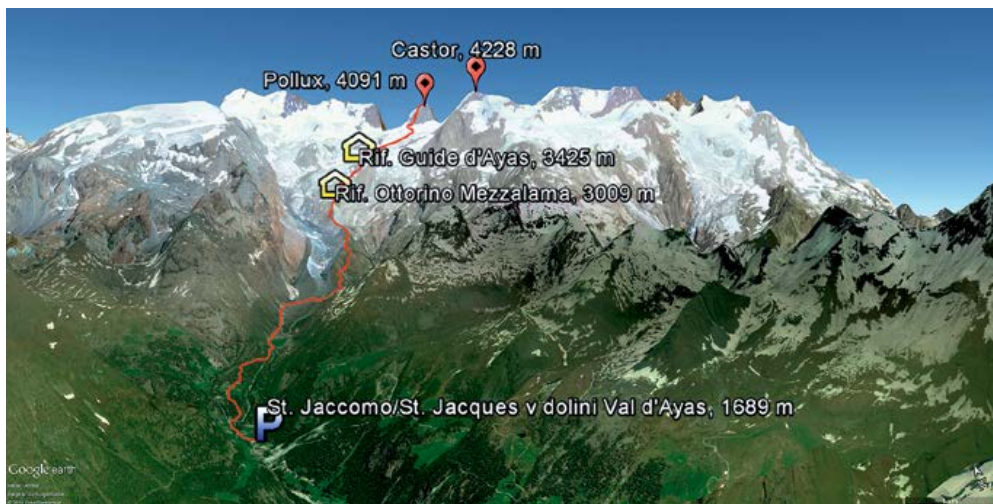 Castor, 4228 m
Pollux, 4091 m
Rif. Guide d'Ayas, 3425 m
Rif. Ottorino Mezzalama, 3009 m
St. Jaccomo/St. Jacques v dolini Val d'Ayas, 1689 m
P
Google earth